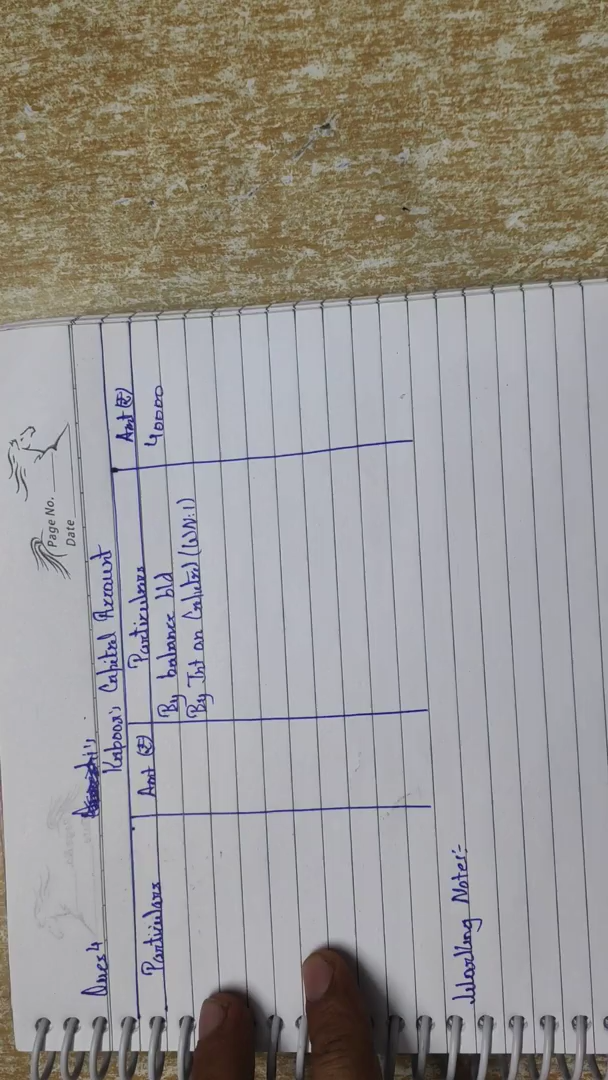 Page No.
Date
Ques 4
Kapoor's Capital Account
Particulars Amt (₹) Particulars Amt (₹)
By balance b/d 40000
By Int on Capital (WN:1)
Working Notes:-